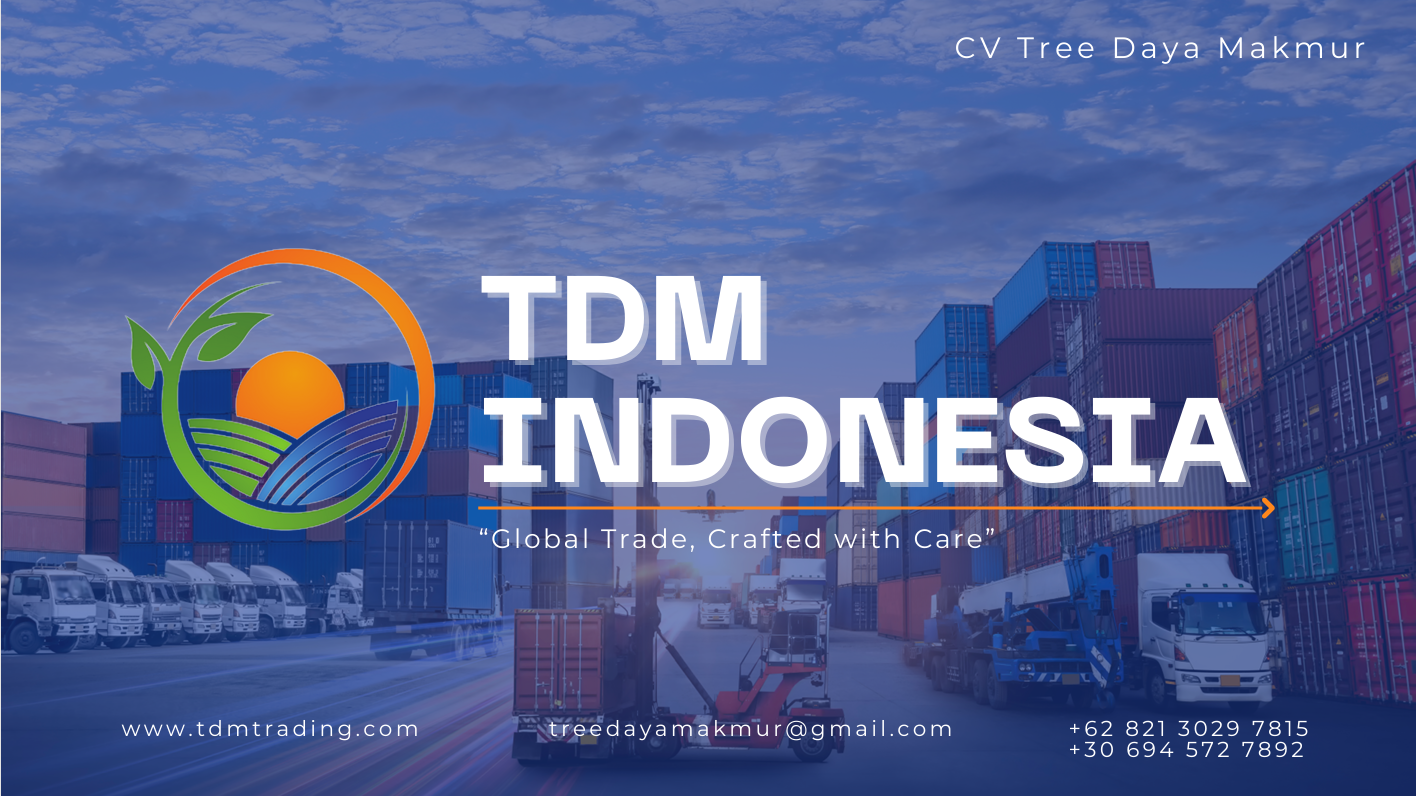 CV Tree Daya Makmur
TDM
INDONESIA
“Global Trade, Crafted with Care”
www.tdmtrading.com
treedayamakmur@gmail.com
+62 821 3029 7815
+30 694 572 7892